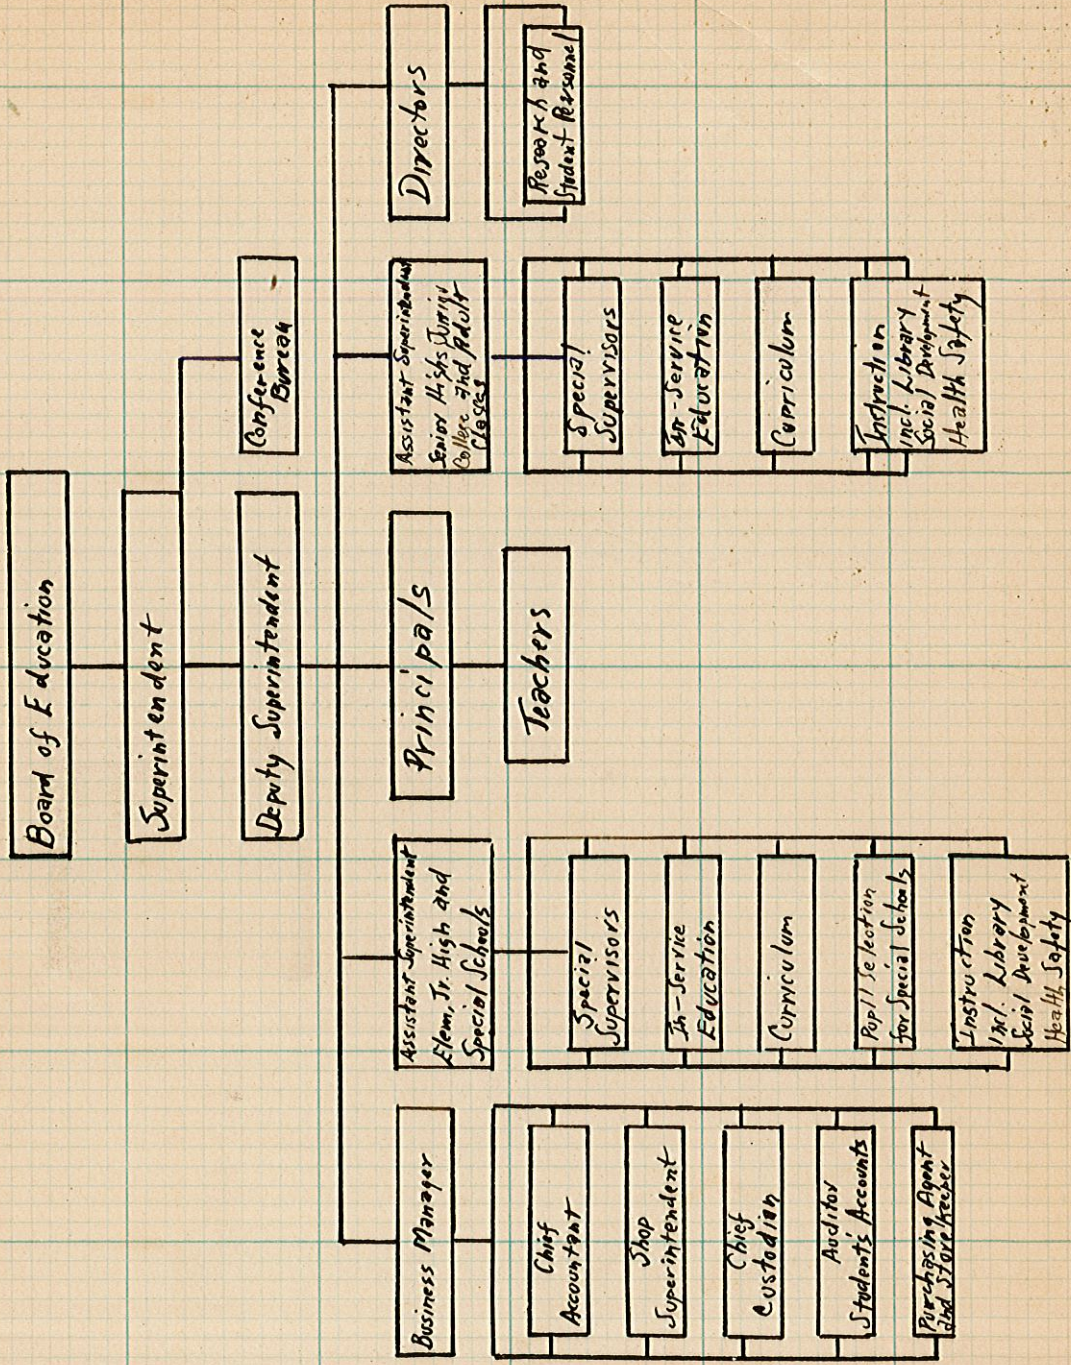 Board of Education
Superintendent
Conference
Bureau
Deputy Superintendent
Business Manager
Assistant Superintendent
Elem, Jr. High and
Special Schools
Principals
Assistant Superintendent
Senior Highs Junior
College and Adult
Classes
Directors
Chief
Accountant
Shop
Superintendent
Chief
Custodian
Auditor
Student's Accounts
Purchasing Agent
and Storekeeper
Special
Supervisors
In-Service
Education
Curriculum
Pupil Selection
for Special Schools
Instruction
Incl. Library
Social Development
Health, Safety
Teachers
Special
Supervisors
In-Service
Education
Curriculum
Instruction
incl. Library
Social Development
Health Safety
Research and
Student Personnel